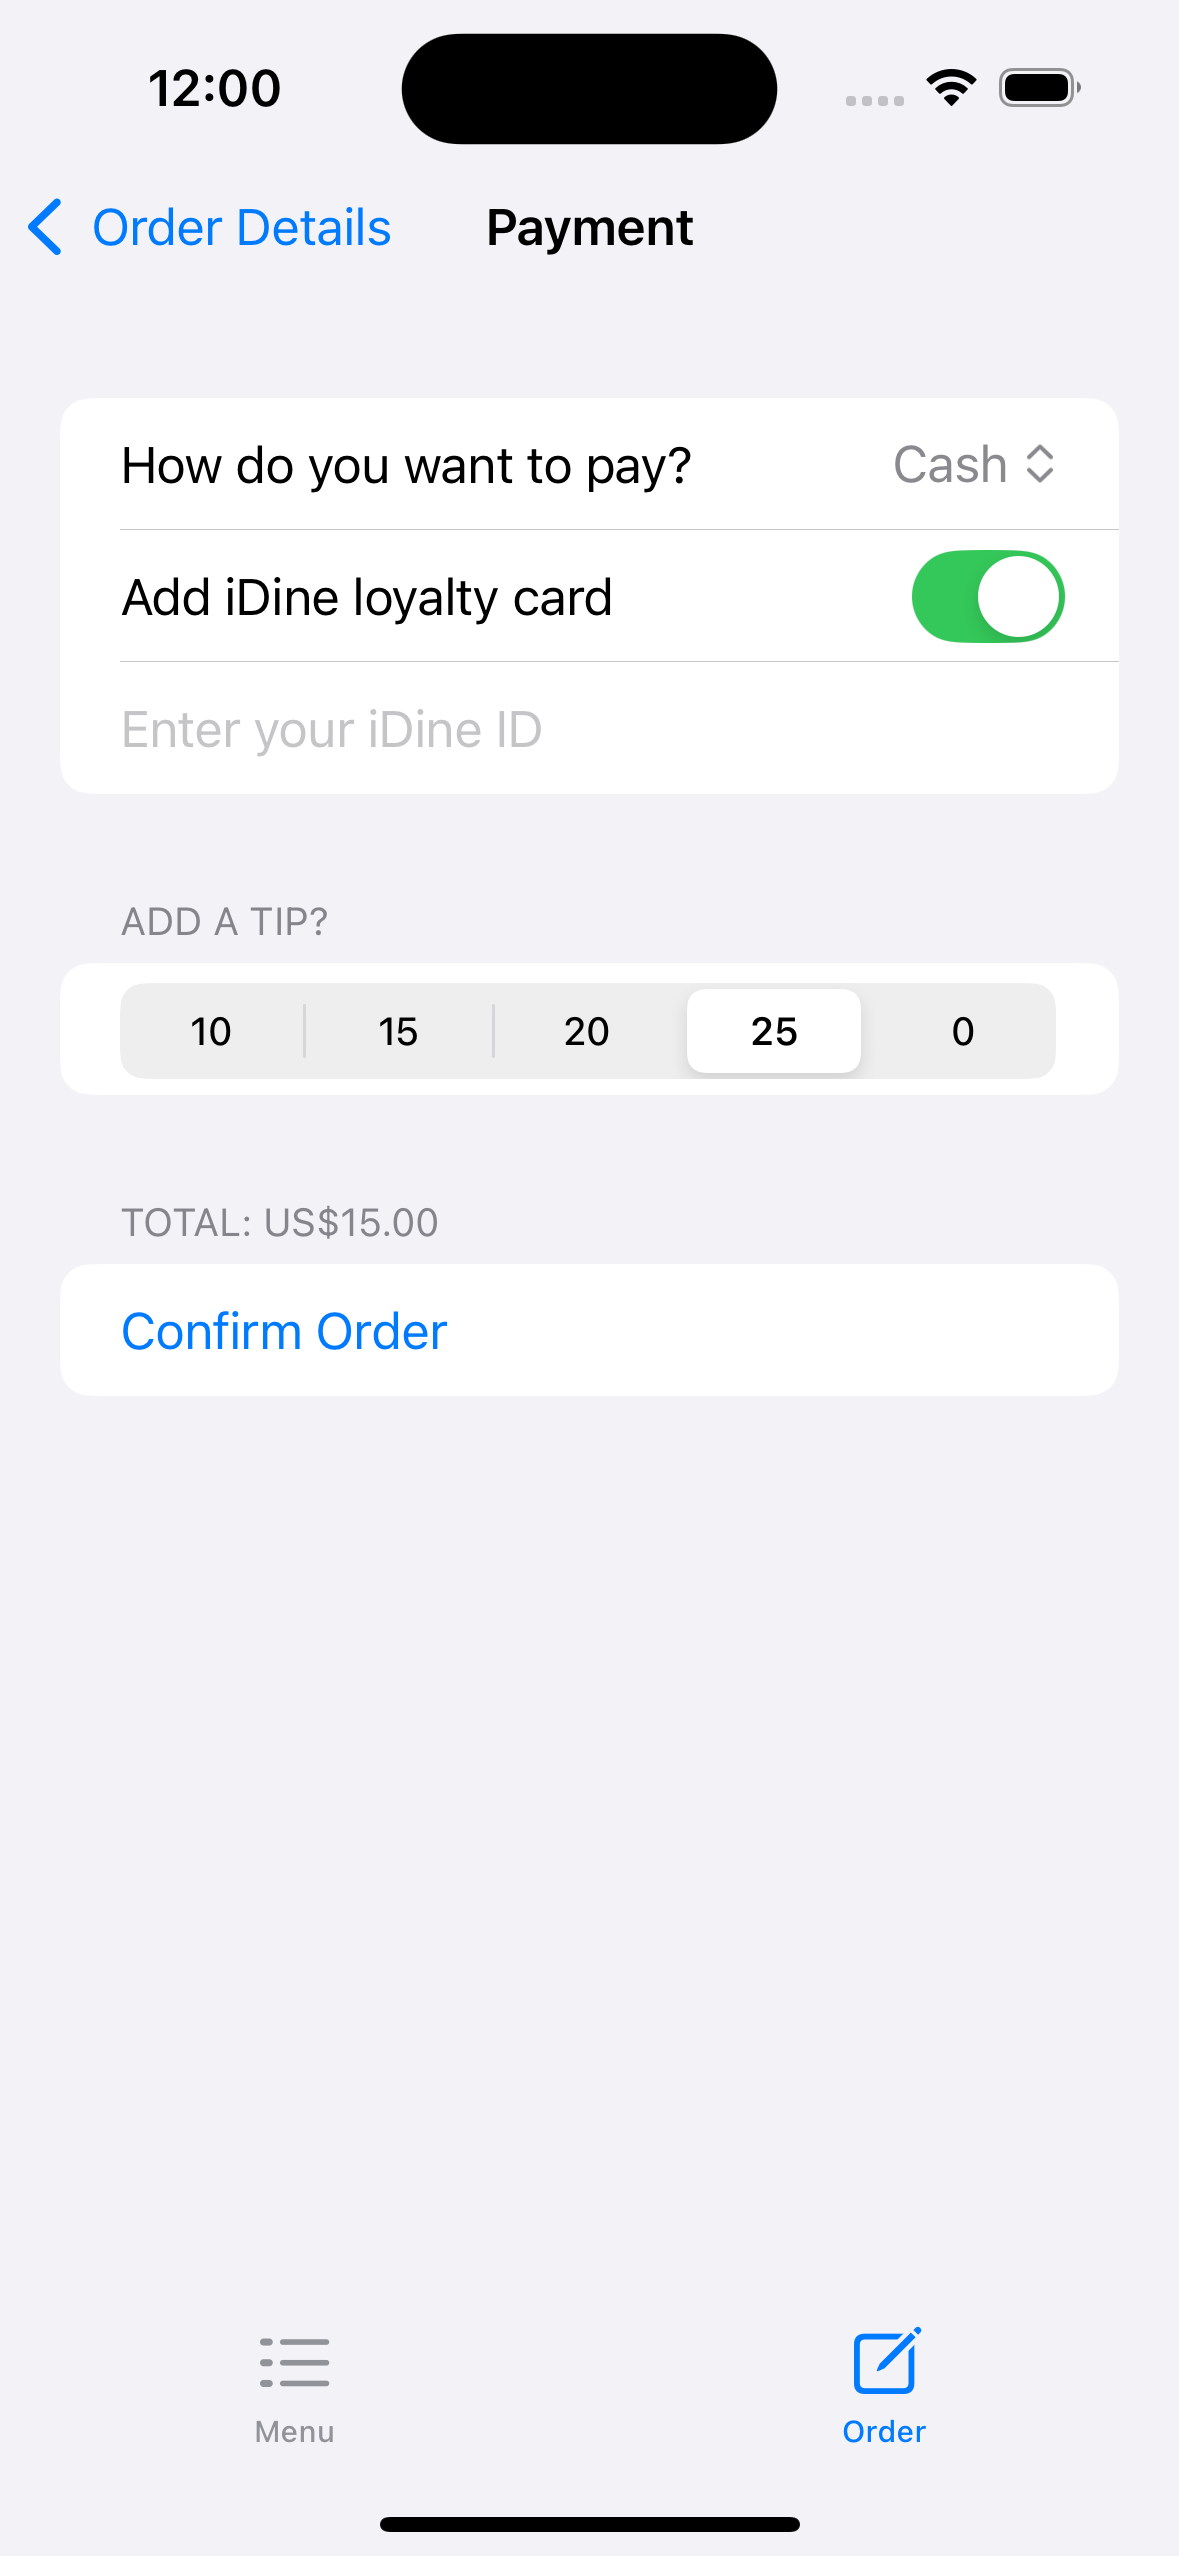 12:00
Order Details
Payment
How do you want to pay?
Cash
Add iDine loyalty card
Enter your iDine ID
ADD A TIP?
10 15 20 25 0
TOTAL: US$15.00
Confirm Order
Menu
Order